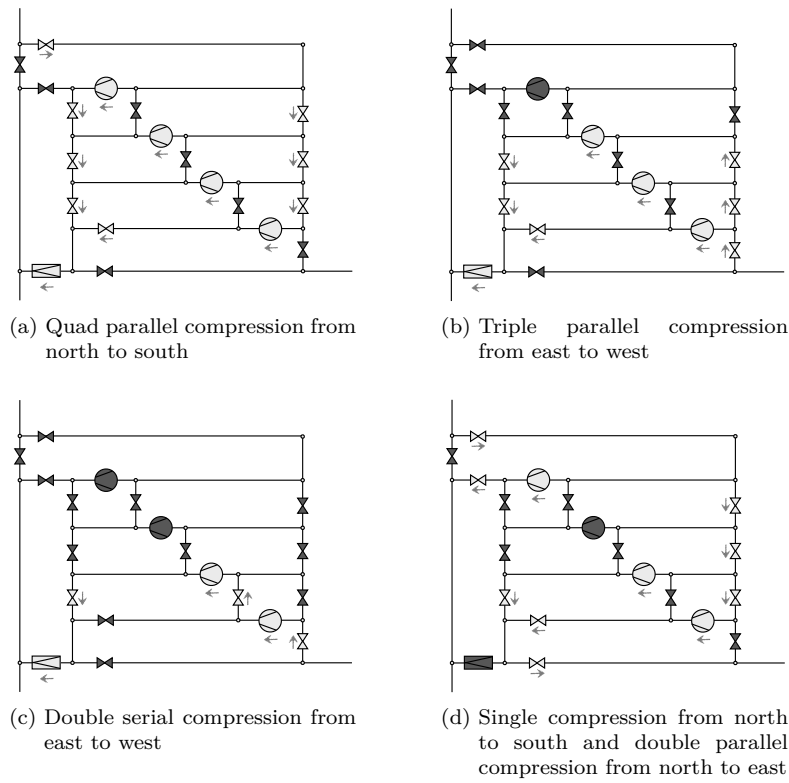 (a) Quad parallel compression from
north to south
(b) Triple parallel compression
from east to west
(c) Double serial compression from
east to west
(d) Single compression from north
to south and double parallel
compression from north to east